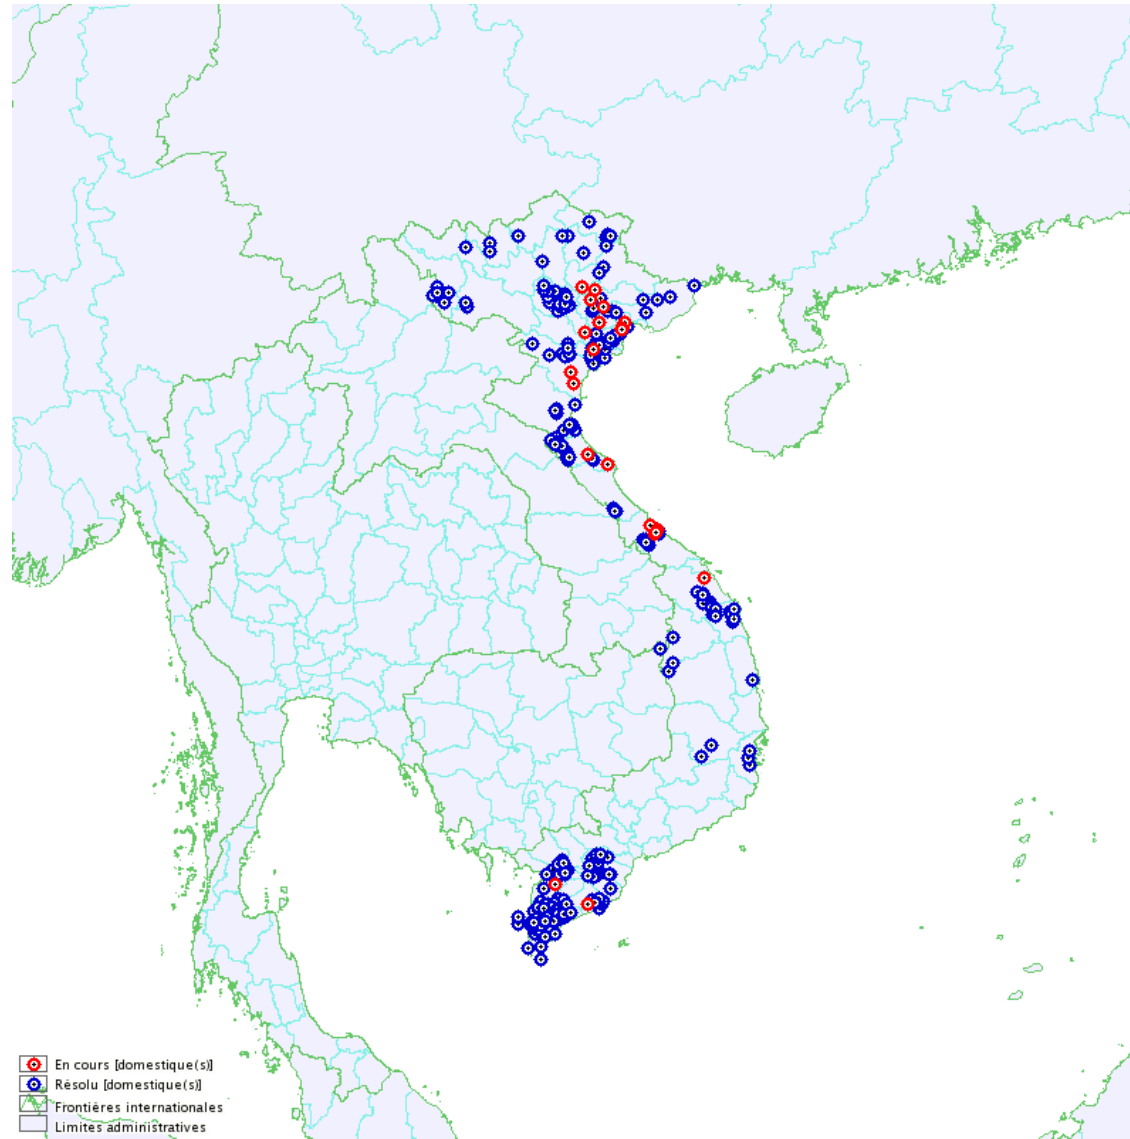 En cours [domestique(s)]
Résolu [domestique(s)]
Frontières internationales
Limites administratives